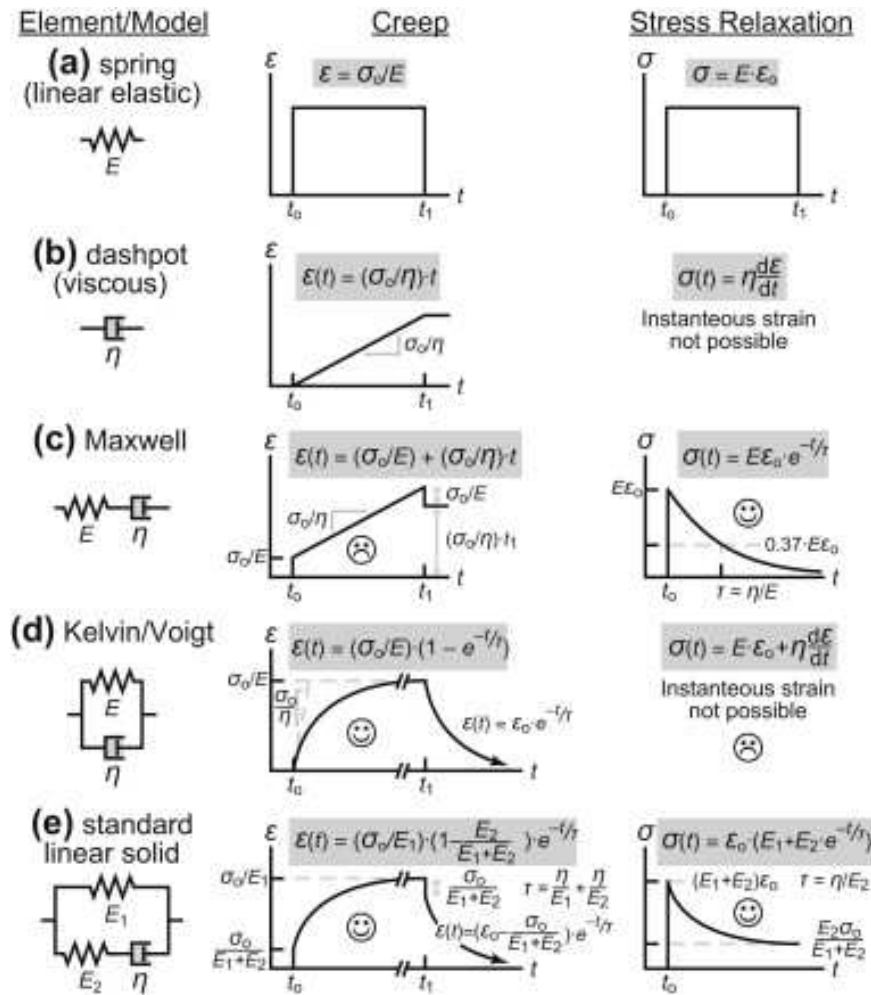 Element/Model Creep Stress Relaxation
(a) spring
(linear elastic)
E
ε
ε = σₒ/E
tₒ t₁ t
σ
σ = E·εₒ
tₒ t₁ t
(b) dashpot
(viscous)
η
ε
ε(t) = (σₒ/η)·t
σₒ/η
tₒ t₁ t
σ(t) = η dε/dt
Instanteous strain
not possible
(c) Maxwell
E η
ε
ε(t) = (σₒ/E) + (σₒ/η)·t
σₒ/η
σₒ/E
(σₒ/η)·t₁
σₒ/E
tₒ t₁ t
σ
σ(t) = Eεₒ·e^(−t/τ)
Eεₒ
0.37·Eεₒ
tₒ τ = η/E t
(d) Kelvin/Voigt
E
η
ε
ε(t) = (σₒ/E)·(1 − e^(−t/τ))
σₒ/E
σₒ/η
ε(t) = εₒ·e^(−t/τ)
tₒ t₁ t
σ(t) = E·εₒ+η dε/dt
Instanteous strain
not possible
(e) standard
linear solid
E₁
E₂ η
ε
ε(t) = (σₒ/E₁)·(1 − E₂/(E₁+E₂))·e^(−t/τ)
σₒ/E₁
σₒ/(E₁+E₂) τ = η/E₁ + η/E₂
ε(t)=(εₒ − σₒ/(E₁+E₂))·e^(−t/τ)
σₒ/(E₁+E₂)
tₒ t₁ t
σ
σ(t) = εₒ·(E₁+E₂·e^(−t/τ))
(E₁+E₂)εₒ τ = η/E₂
E₂σₒ/(E₁+E₂)
tₒ t